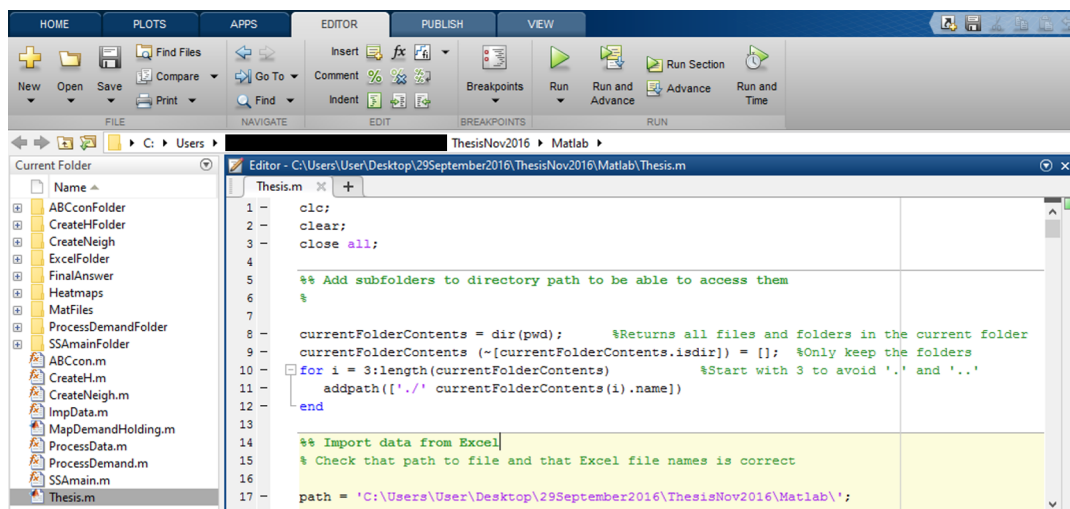 HOME PLOTS APPS EDITOR PUBLISH VIEW
New Open Save Find Files Compare Print
FILE
Go To Find
NAVIGATE
Insert fx
Comment
Indent
EDIT
Breakpoints
BREAKPOINTS
Run Run and Advance Run Section Advance Run and Time
RUN
C: Users ThesisNov2016 Matlab
Current Folder
Name
ABCconFolder
CreateHFolder
CreateNeigh
ExcelFolder
FinalAnswer
Heatmaps
MatFiles
ProcessDemandFolder
SSAmainFolder
ABCcon.m
CreateH.m
CreateNeigh.m
ImpData.m
MapDemandHolding.m
ProcessData.m
ProcessDemand.m
SSAmain.m
Thesis.m
Editor - C:\Users\User\Desktop\29September2016\ThesisNov2016\Matlab\Thesis.m
Thesis.m
1 clc;
2 clear;
3 close all;
4
5 %% Add subfolders to directory path to be able to access them
6 %
7
8 currentFolderContents = dir(pwd); %Returns all files and folders in the current folder
9 currentFolderContents (~[currentFolderContents.isdir]) = []; %Only keep the folders
10 for i = 3:length(currentFolderContents) %Start with 3 to avoid '.' and '..'
11 addpath(['./' currentFolderContents(i).name])
12 end
13
14 %% Import data from Excel
15 % Check that path to file and that Excel file names is correct
16
17 path = 'C:\Users\User\Desktop\29September2016\ThesisNov2016\Matlab\';